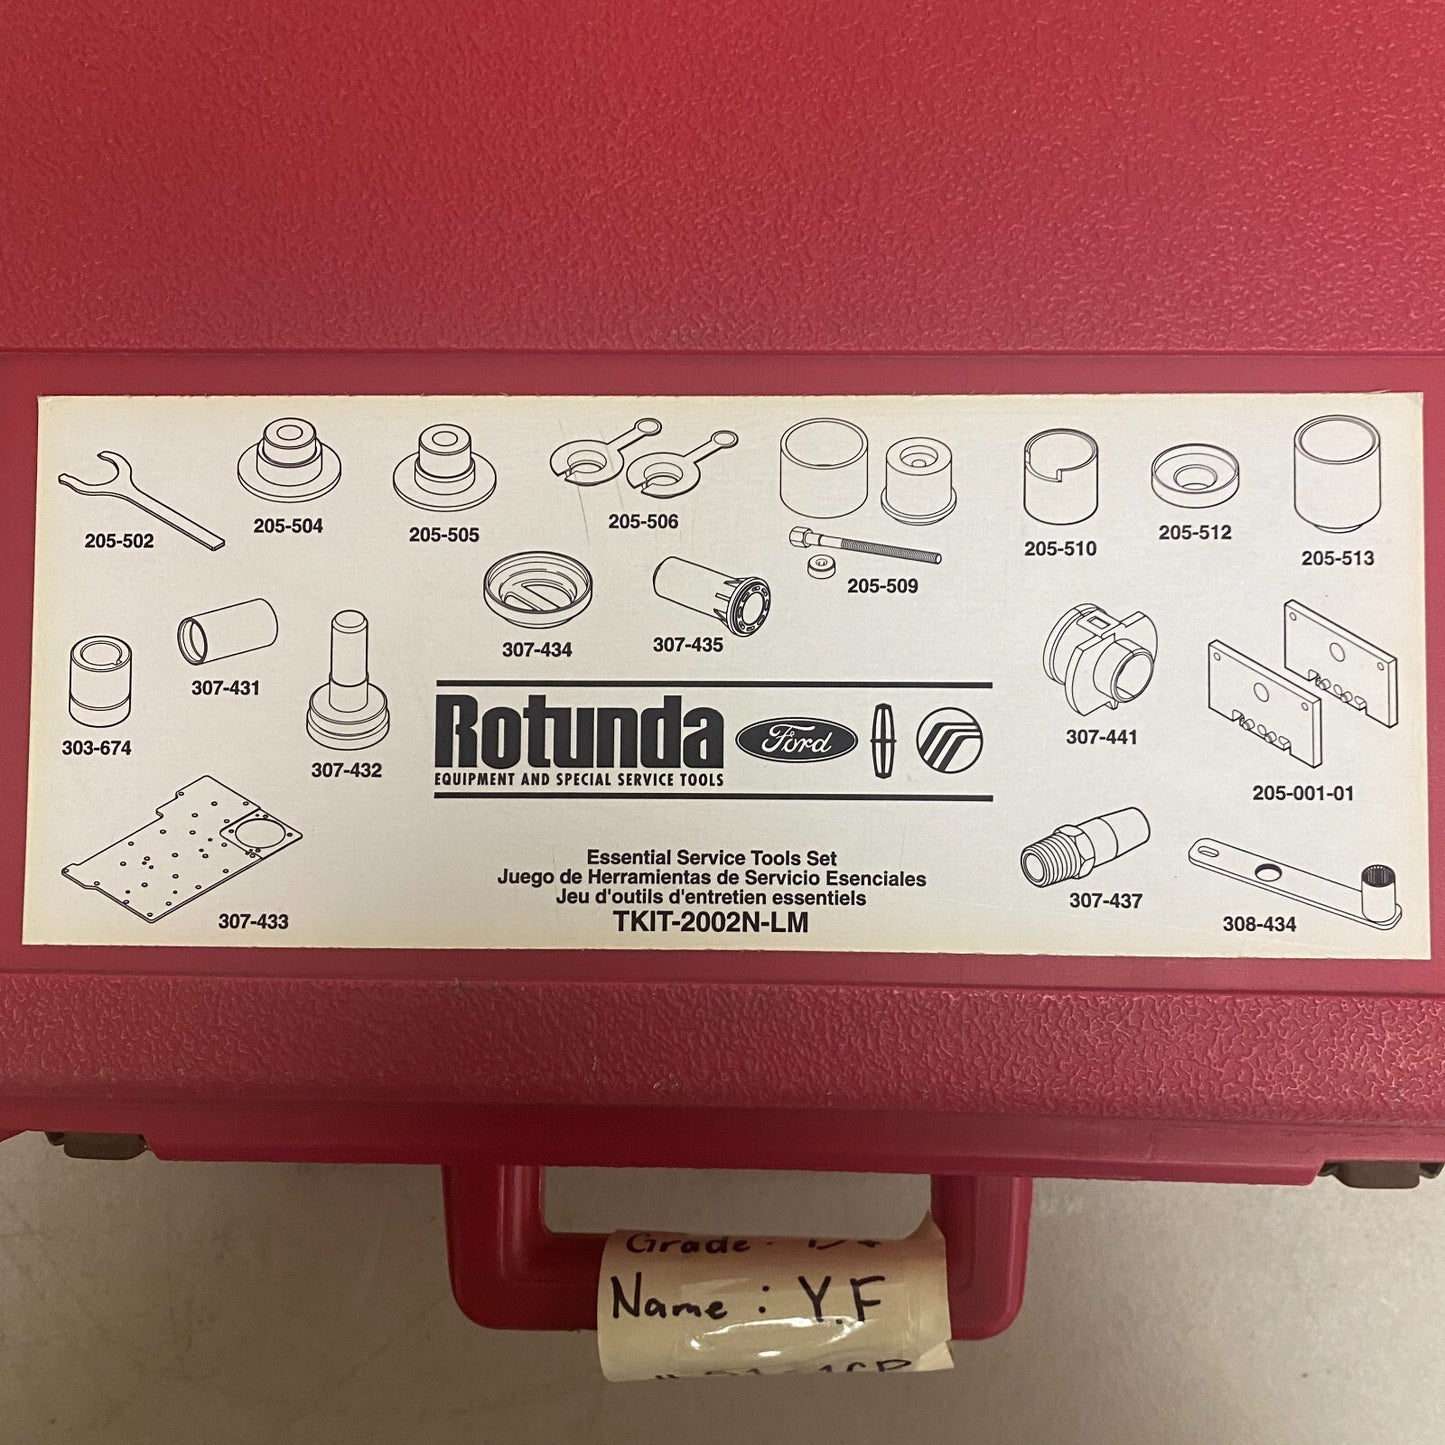 205-502
205-504
205-505
205-506
205-509
205-510
205-512
205-513
303-674
307-431
307-432
307-434
307-435
307-441
205-001-01
Rotunda
EQUIPMENT AND SPECIAL SERVICE TOOLS
Ford
307-433
Essential Service Tools Set
Juego de Herramientas de Servicio Esenciales
Jeu d'outils d'entretien essentiels
TKIT-2002N-LM
307-437
308-434
Grade:
Name: Y.F